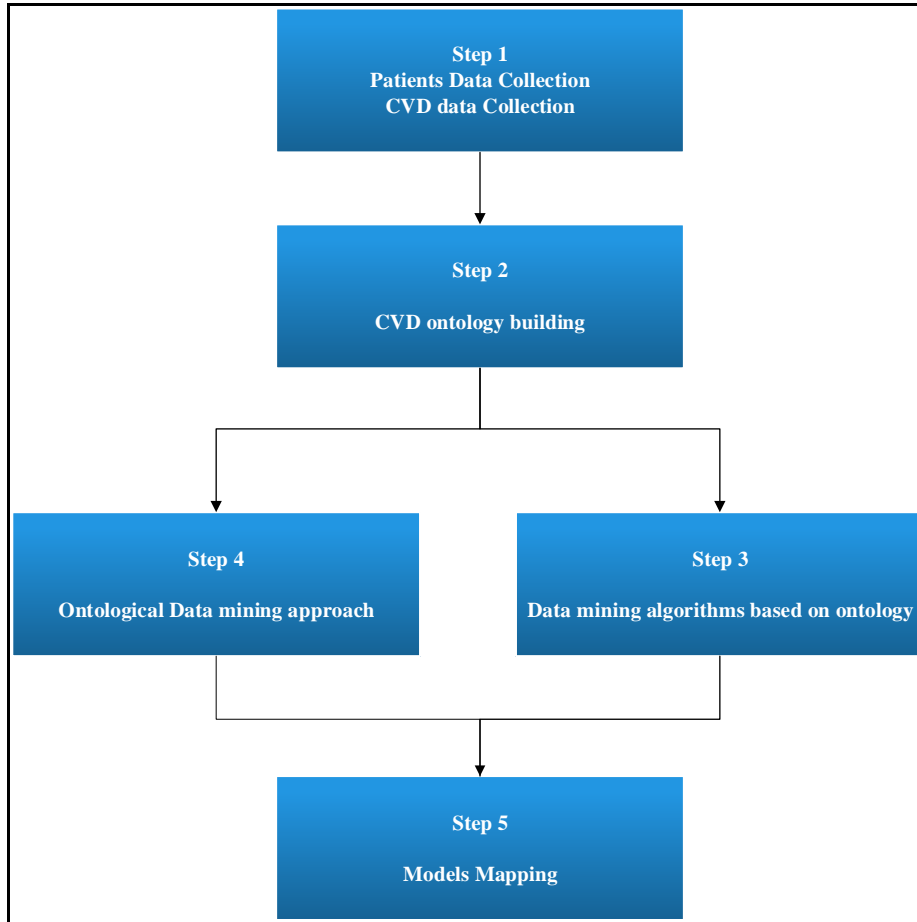 Step 1
Patients Data Collection
CVD data Collection
Step 2
CVD ontology building
Step 4
Ontological Data mining approach
Step 3
Data mining algorithms based on ontology
Step 5
Models Mapping